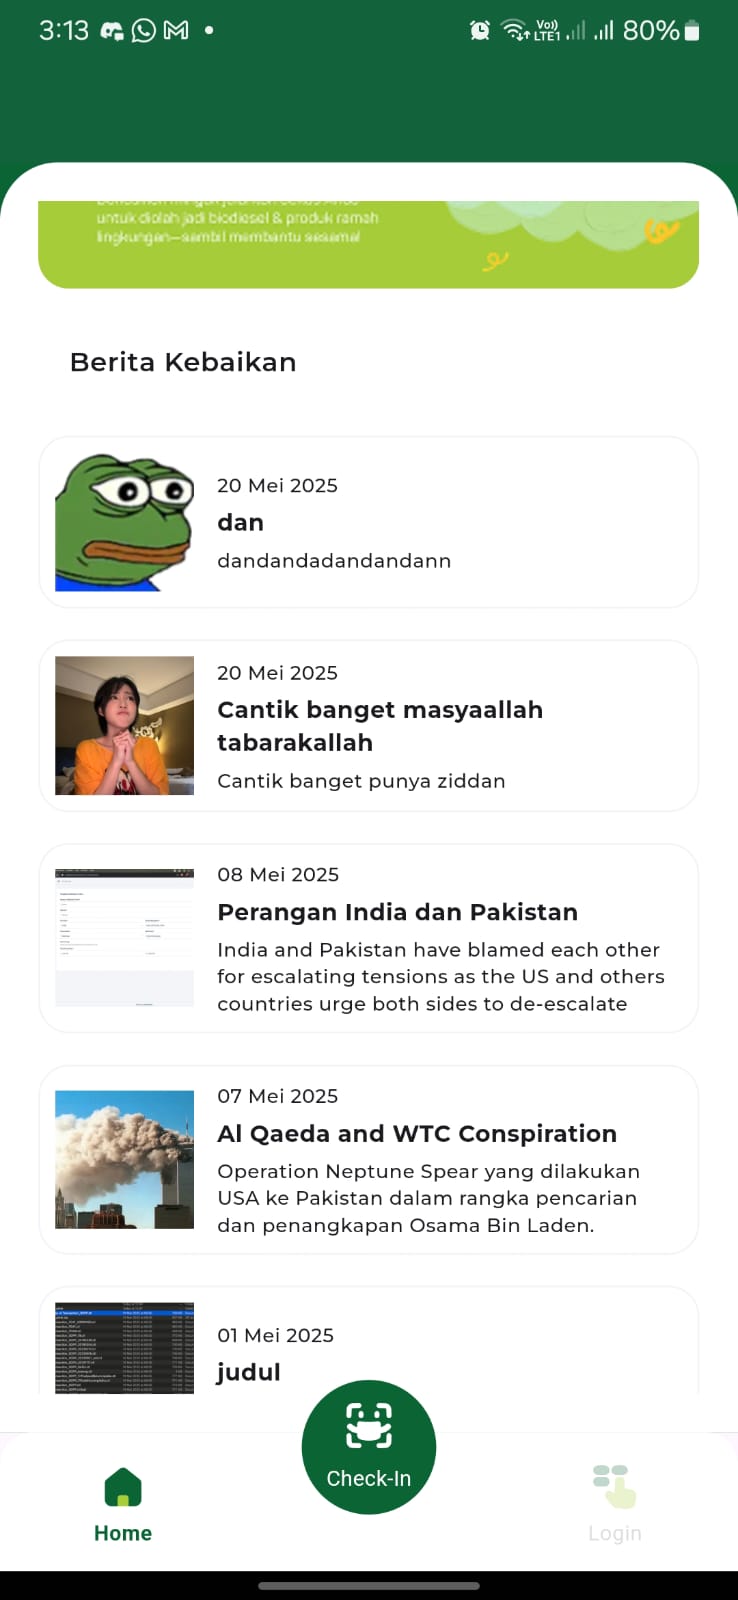 3:13
Vo))
LTE1
80%
untuk diolah jadi biodiesel & produk ramah
lingkungan—sambil membantu sesama!
Berita Kebaikan
20 Mei 2025
dan
dandandadandandann
20 Mei 2025
Cantik banget masyaallah
tabarakallah
Cantik banget punya ziddan
08 Mei 2025
Perangan India dan Pakistan
India and Pakistan have blamed each other
for escalating tensions as the US and others
countries urge both sides to de-escalate
07 Mei 2025
Al Qaeda and WTC Conspiration
Operation Neptune Spear yang dilakukan
USA ke Pakistan dalam rangka pencarian
dan penangkapan Osama Bin Laden.
01 Mei 2025
judul
Check-In
Home
Login